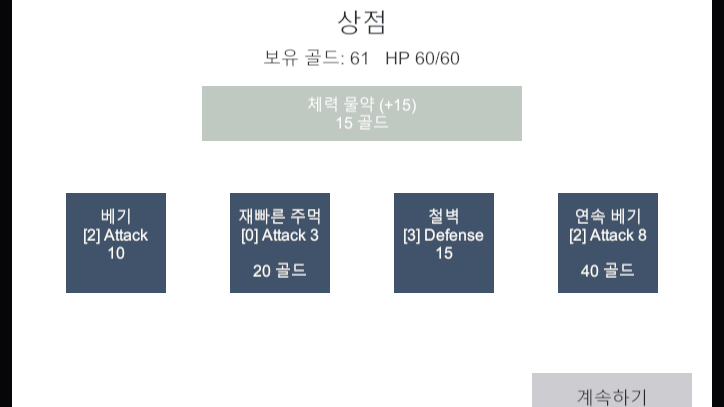 상점
보유 골드: 61 HP 60/60
체력 물약 (+15)
15 골드
베기
[2] Attack
10
재빠른 주먹
[0] Attack 3
20 골드
철벽
[3] Defense
15
연속 베기
[2] Attack 8
40 골드
계속하기